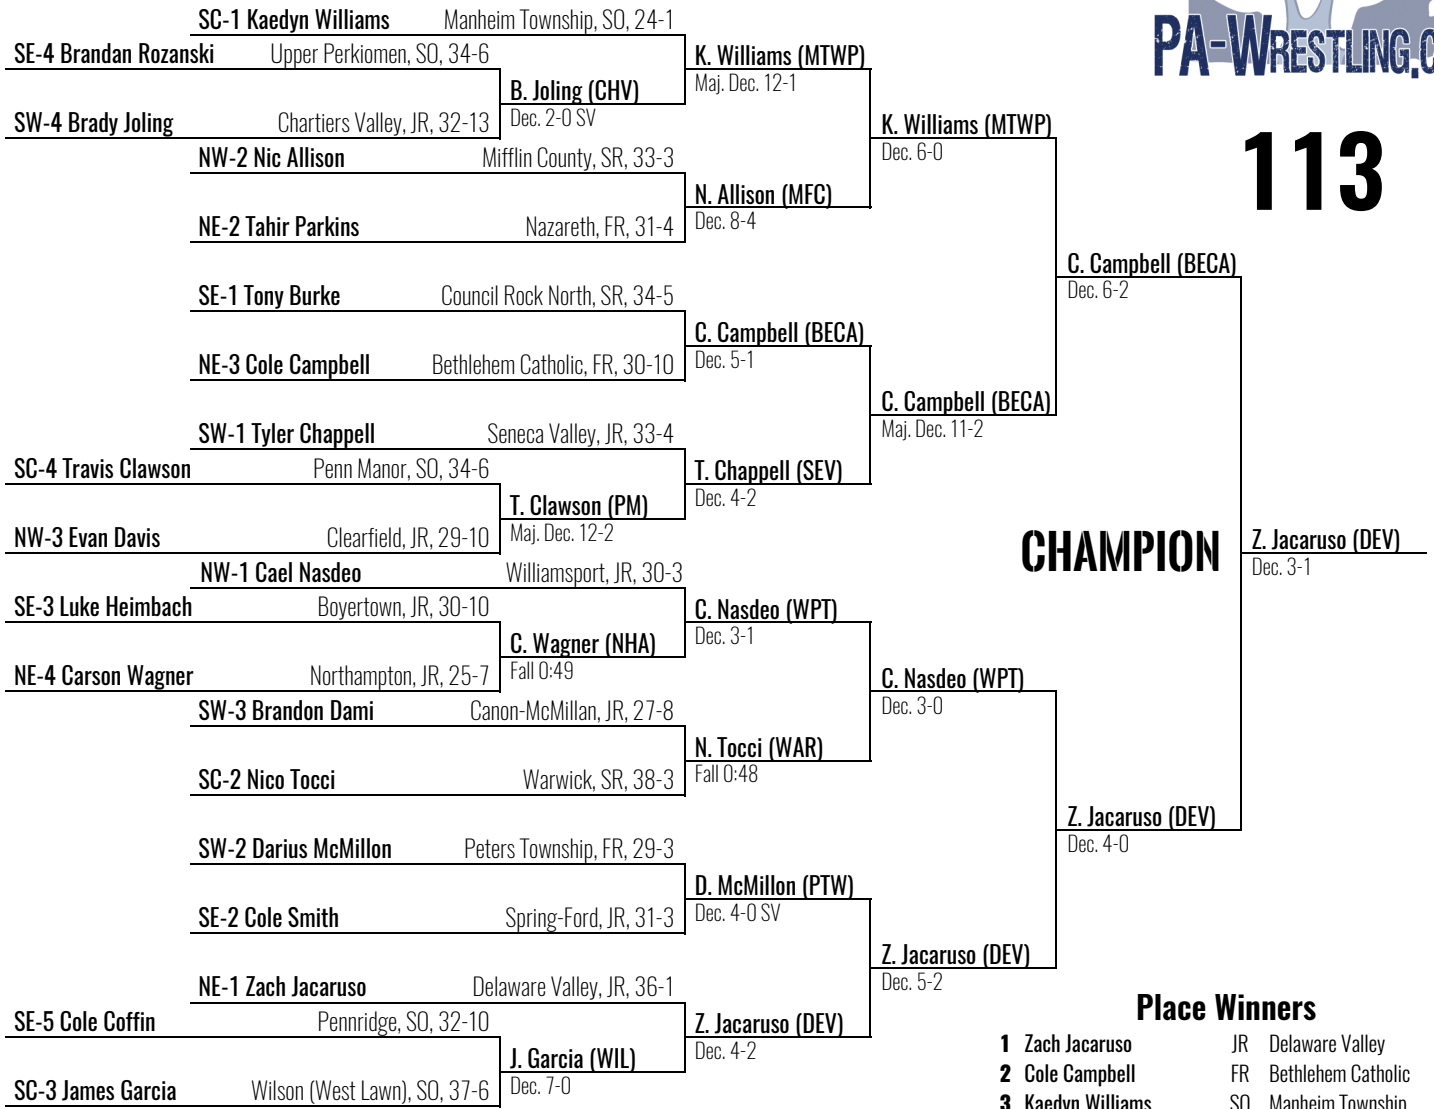 SC-1 Kaedyn Williams Manheim Township, SO, 24-1
SE-4 Brandan Rozanski Upper Perkiomen, SO, 34-6
K. Williams (MTWP)
Maj. Dec. 12-1
B. Joling (CHV)
Dec. 2-0 SV
SW-4 Brady Joling Chartiers Valley, JR, 32-13
K. Williams (MTWP)
Dec. 6-0
NW-2 Nic Allison Mifflin County, SR, 33-3
N. Allison (MFC)
Dec. 8-4
NE-2 Tahir Parkins Nazareth, FR, 31-4
PA-WRESTLING.C
113
C. Campbell (BECA)
Dec. 6-2
SE-1 Tony Burke Council Rock North, SR, 34-5
C. Campbell (BECA)
Dec. 5-1
NE-3 Cole Campbell Bethlehem Catholic, FR, 30-10
C. Campbell (BECA)
Maj. Dec. 11-2
SW-1 Tyler Chappell Seneca Valley, JR, 33-4
SC-4 Travis Clawson Penn Manor, SO, 34-6
T. Chappell (SEV)
Dec. 4-2
T. Clawson (PM)
Maj. Dec. 12-2
NW-3 Evan Davis Clearfield, JR, 29-10
CHAMPION
Z. Jacaruso (DEV)
Dec. 3-1
NW-1 Cael Nasdeo Williamsport, JR, 30-3
SE-3 Luke Heimbach Boyertown, JR, 30-10
C. Nasdeo (WPT)
Dec. 3-1
C. Wagner (NHA)
Fall 0:49
NE-4 Carson Wagner Northampton, JR, 25-7
C. Nasdeo (WPT)
Dec. 3-0
SW-3 Brandon Dami Canon-McMillan, JR, 27-8
N. Tocci (WAR)
Fall 0:48
SC-2 Nico Tocci Warwick, SR, 38-3
Z. Jacaruso (DEV)
Dec. 4-0
SW-2 Darius McMillon Peters Township, FR, 29-3
D. McMillon (PTW)
Dec. 4-0 SV
SE-2 Cole Smith Spring-Ford, JR, 31-3
Z. Jacaruso (DEV)
Dec. 5-2
NE-1 Zach Jacaruso Delaware Valley, JR, 36-1
SE-5 Cole Coffin Pennridge, SO, 32-10
Z. Jacaruso (DEV)
Dec. 4-2
J. Garcia (WIL)
Dec. 7-0
SC-3 James Garcia Wilson (West Lawn), SO, 37-6
Place Winners
1 Zach Jacaruso JR Delaware Valley
2 Cole Campbell FR Bethlehem Catholic
3 Kaedyn Williams SO Manheim Township